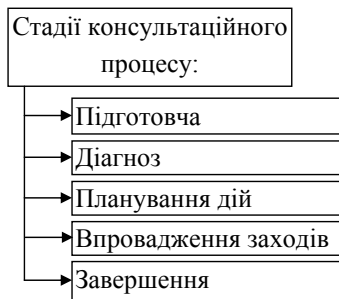 Стадії консультаційного
процесу:
Підготовча
Діагноз
Планування дій
Впровадження заходів
Завершення